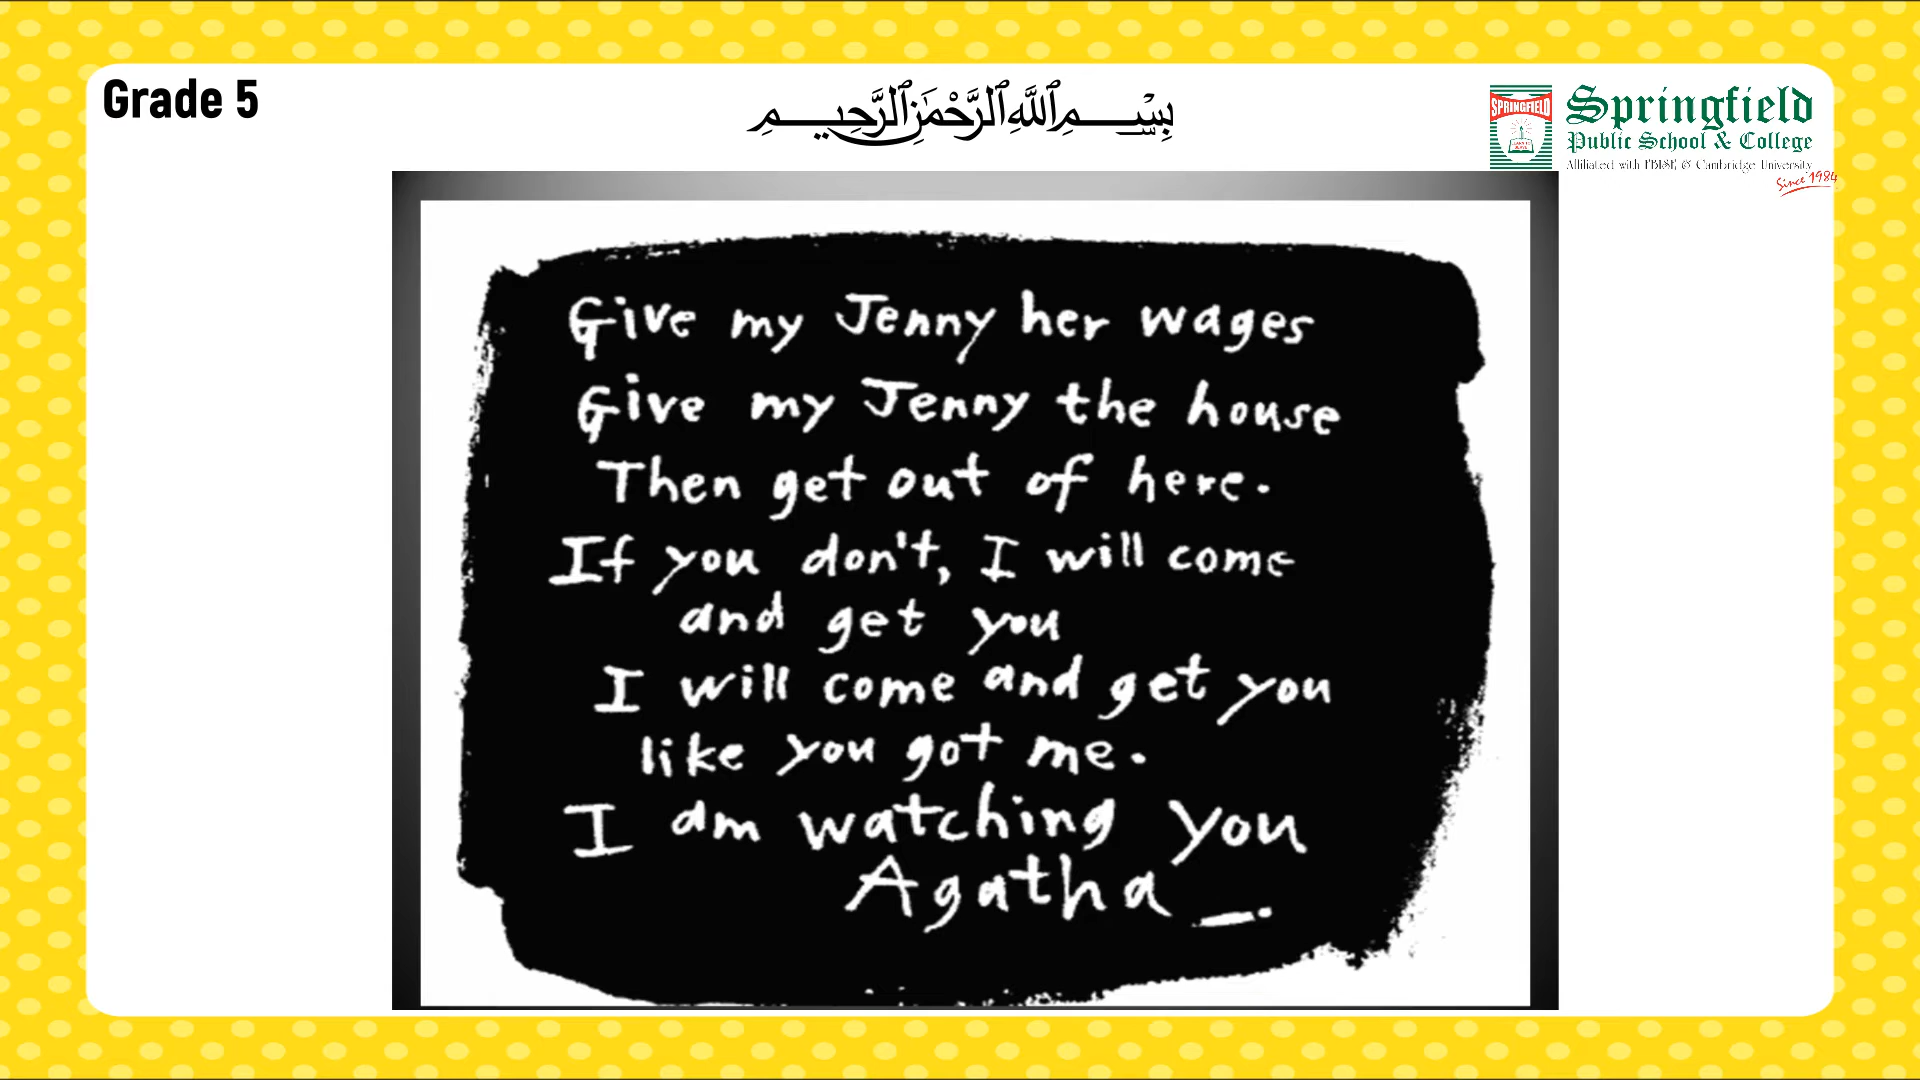 Grade 5
بِسْمِ ٱللَّهِ ٱلرَّحْمَٰنِ ٱلرَّحِيمِ
SPRINGFIELD
Springfield
Public School & College
Affiliated with FBISE & Cambridge University
Since 1984
Give my Jenny her wages
Give my Jenny the house
Then get out of here.
If you don't, I will come
and get you
I will come and get you
like you got me.
I am watching you
Agatha